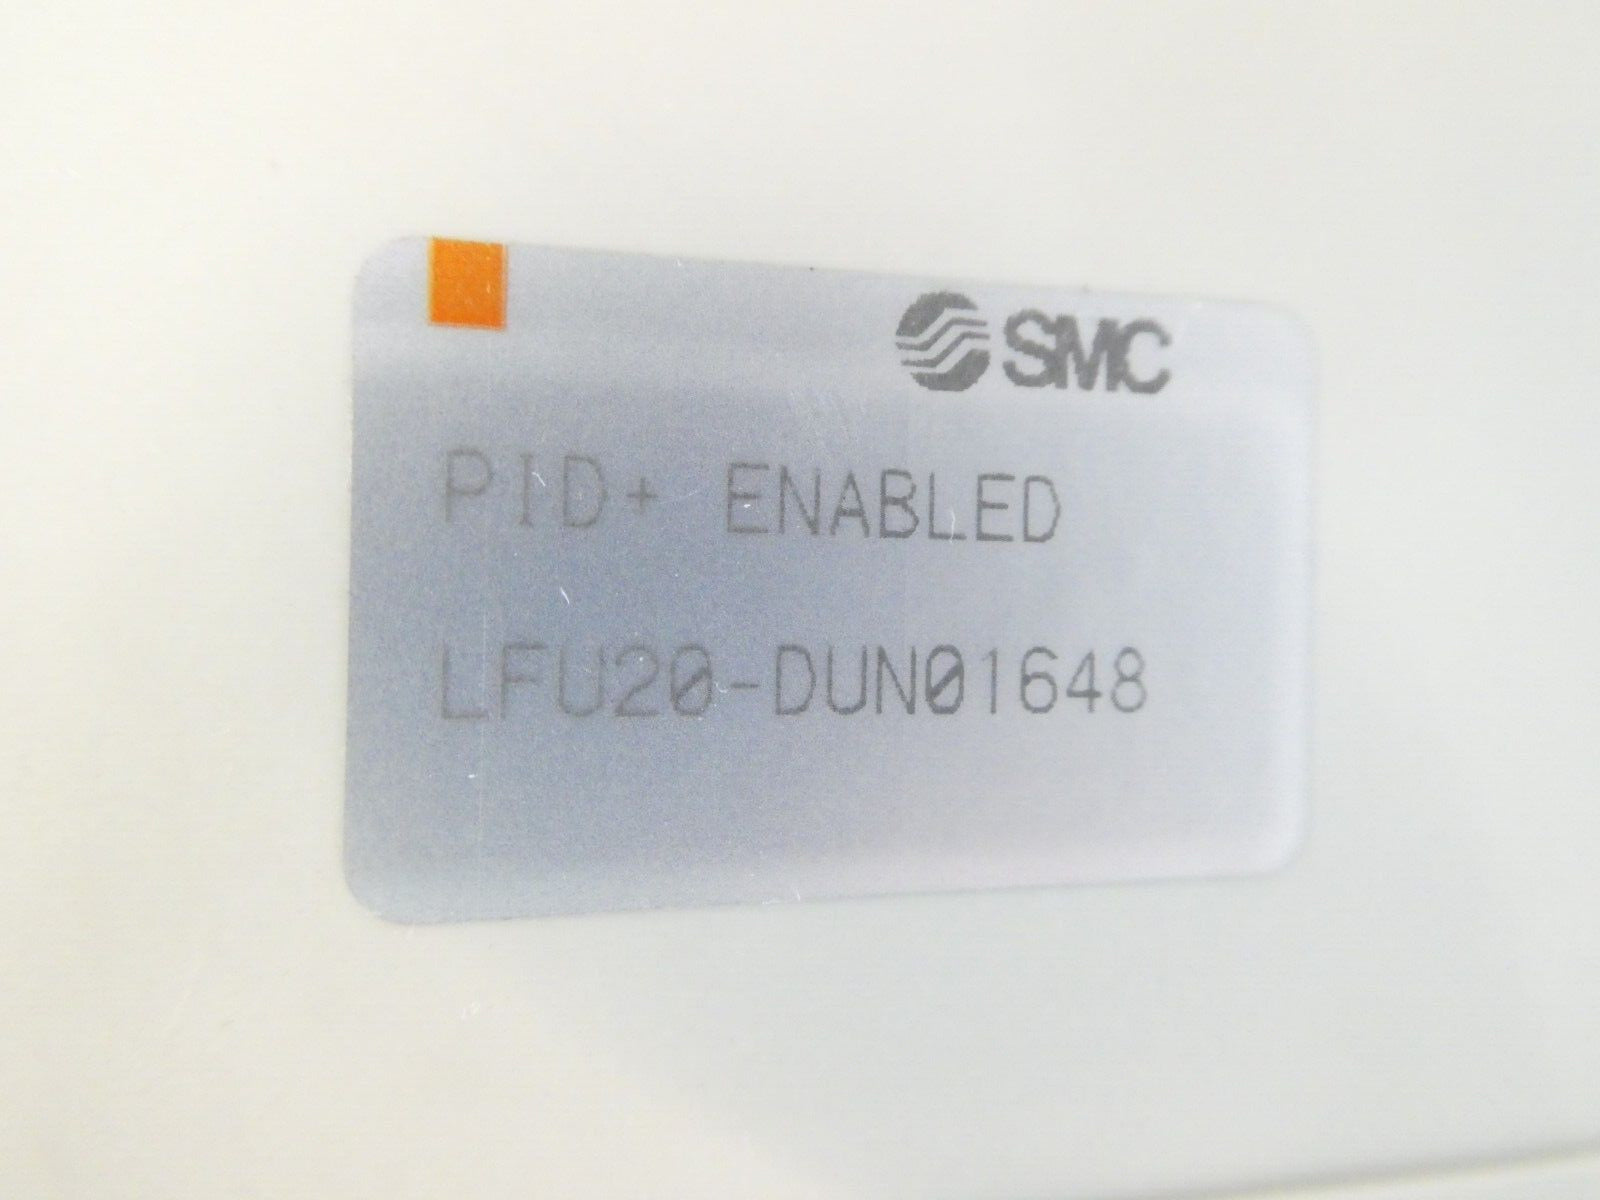 SMC
PID+ ENABLED
LFU20-DUN01648